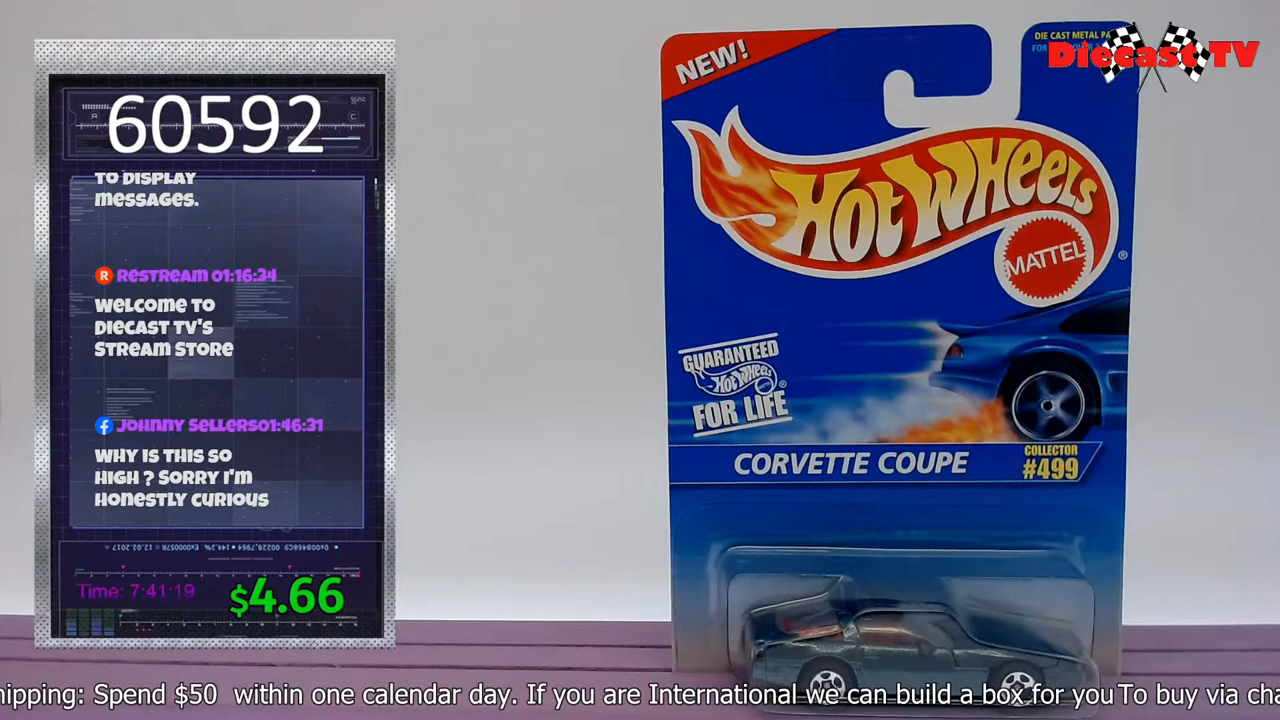 60592
TO DISPLAY
MESSAGES.
Restream 01:16:34
WELCOME TO
DIECAST TV'S
STREAM STORE
Johnny Sellers01:46:31
WHY IS THIS SO
HIGH ? SORRY I'M
HONESTLY CURIOUS
Time: 7:41:19
$4.66
NEW!
DIE CAST METAL
FOR
Diecast TV
HOT WHEELS
MATTEL
®
GUARANTEED
HOT WHEELS
®
FOR LIFE
CORVETTE COUPE
COLLECTOR
#499
hipping: Spend $50 within one calendar day. If you are International we can build a box for you To buy via cha